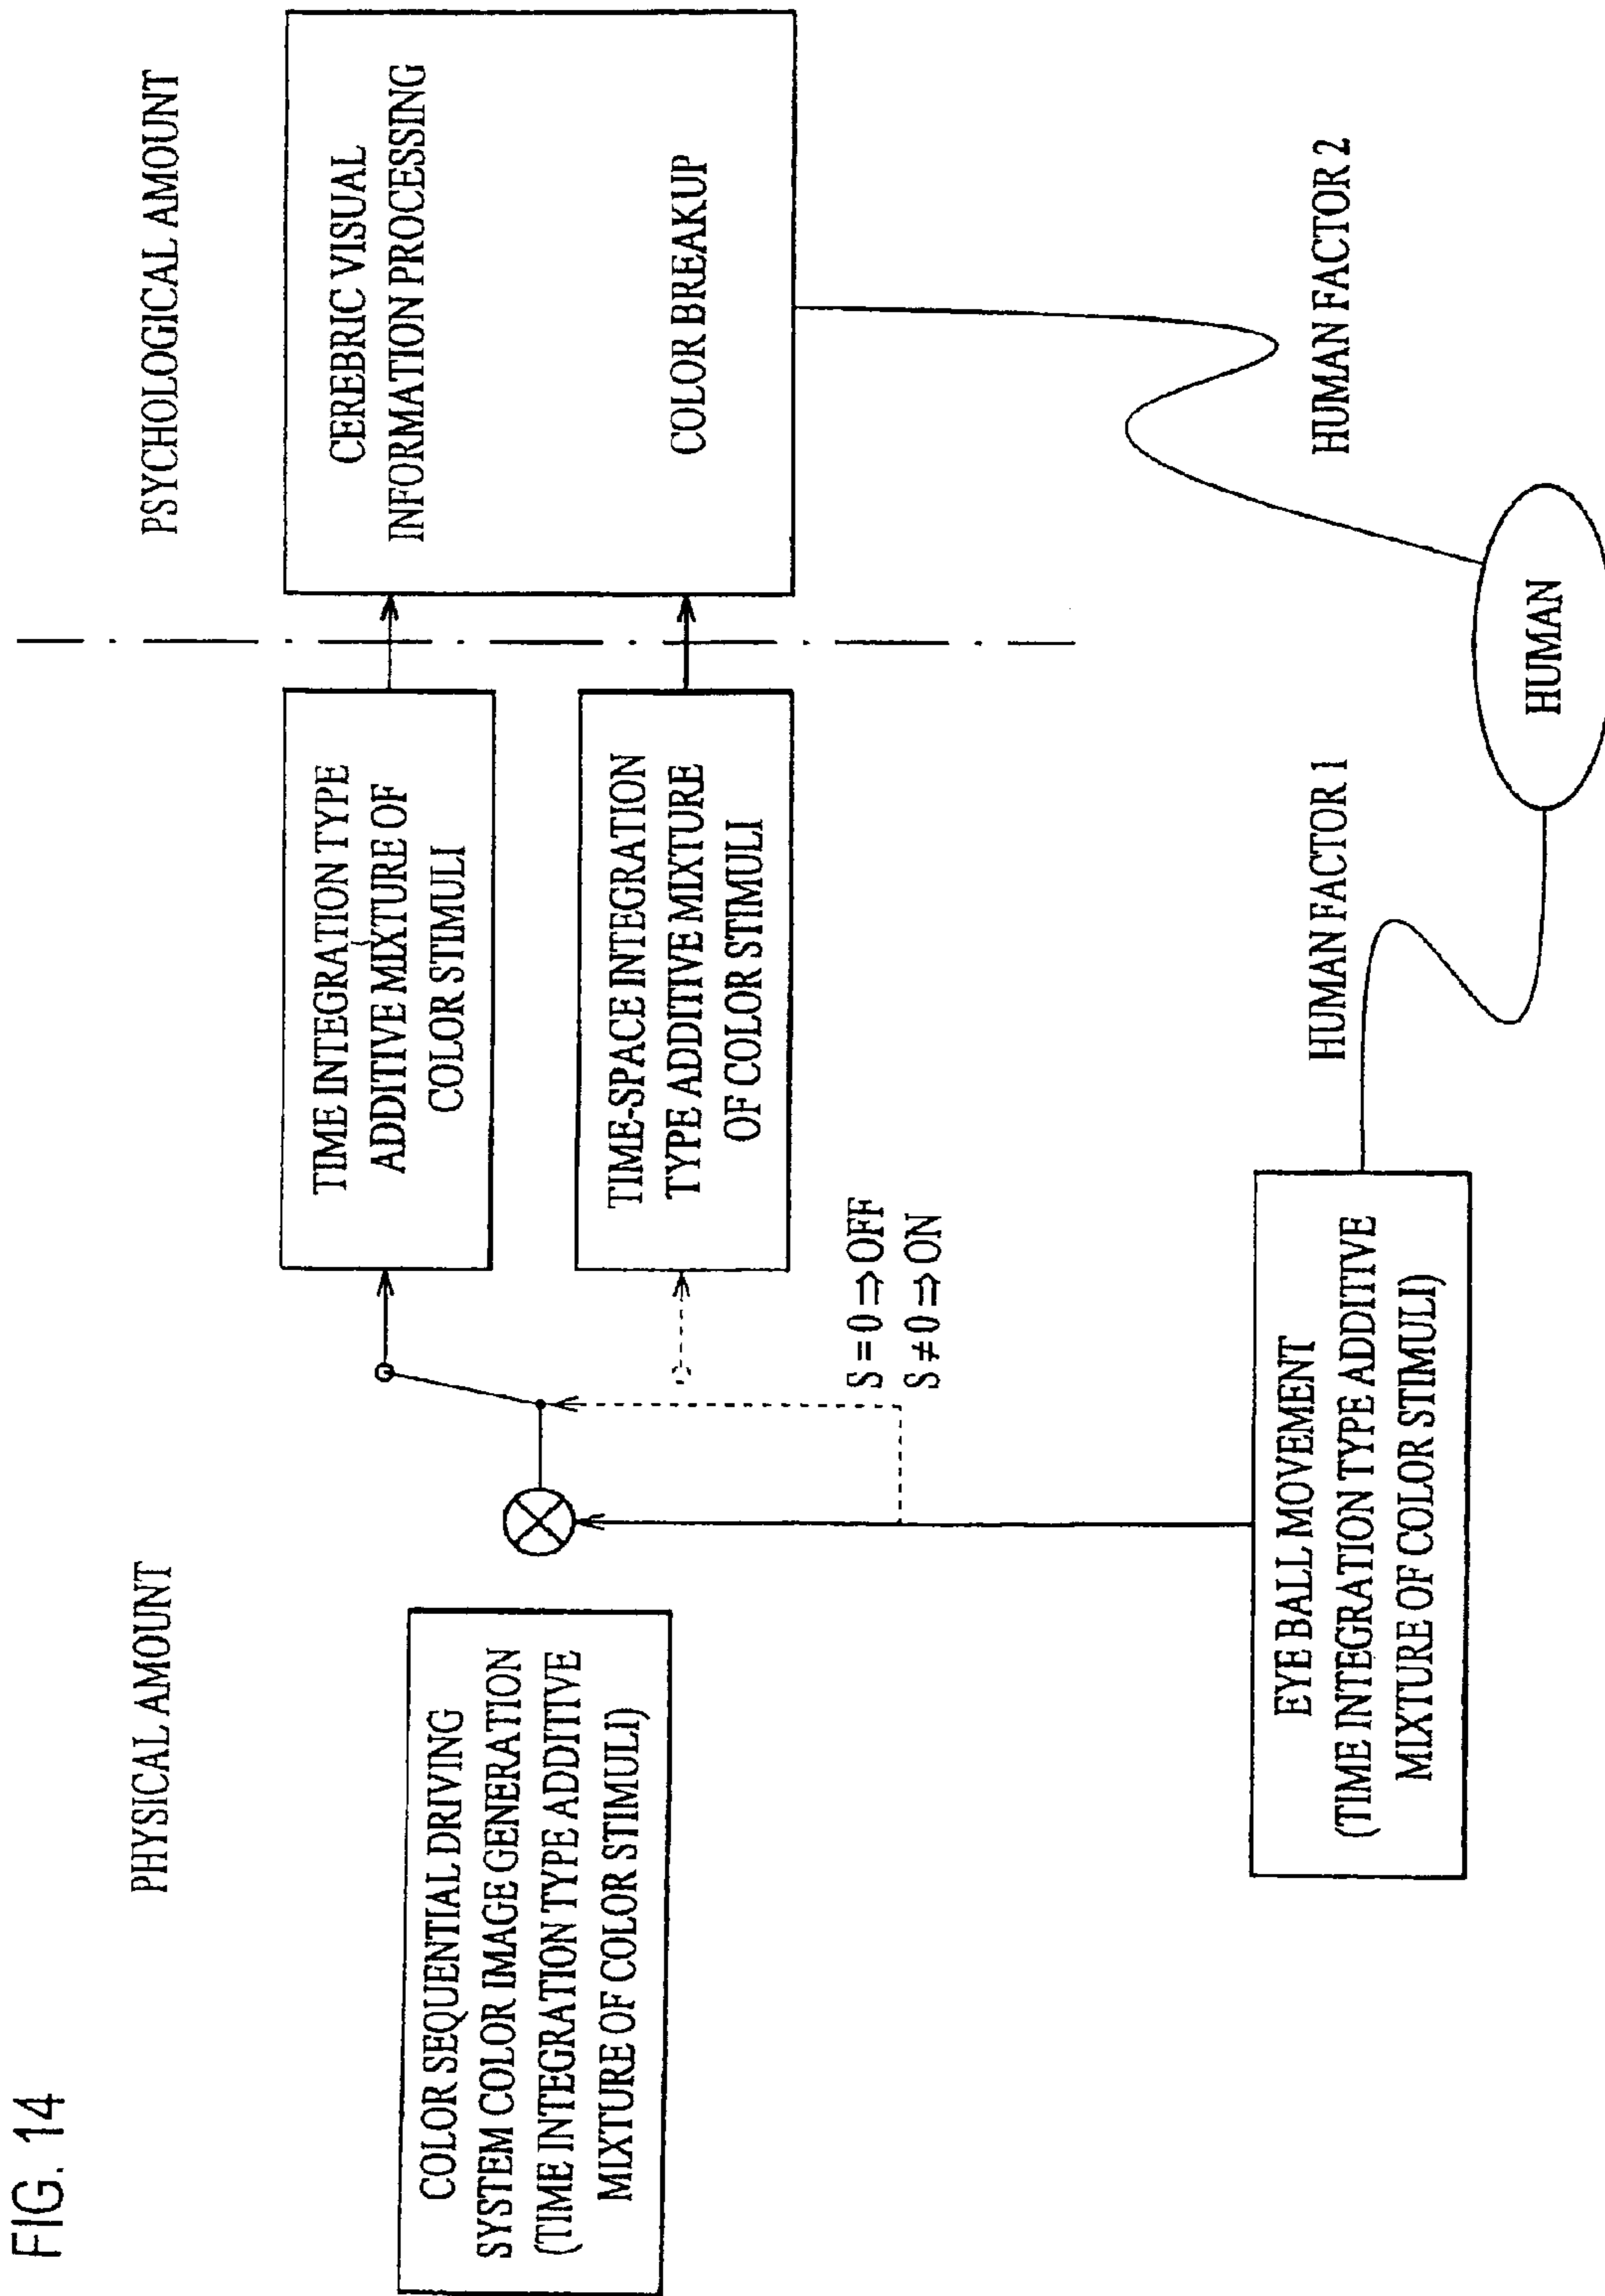 FIG. 14
PHYSICAL AMOUNT
PSYCHOLOGICAL AMOUNT
COLOR SEQUENTIAL DRIVING
SYSTEM COLOR IMAGE GENERATION
(TIME INTEGRATION TYPE ADDITIVE
MIXTURE OF COLOR STIMULI)
TIME INTEGRATION TYPE
ADDITIVE MIXTURE OF
COLOR STIMULI
TIME-SPACE INTEGRATION
TYPE ADDITIVE MIXTURE
OF COLOR STIMULI
CEREBRIC VISUAL
INFORMATION PROCESSING
COLOR BREAKUP
S = 0 ⇒ OFF
S ≠ 0 ⇒ ON
EYE BALL MOVEMENT
(TIME INTEGRATION TYPE ADDITIVE
MIXTURE OF COLOR STIMULI)
HUMAN FACTOR 1
HUMAN FACTOR 2
HUMAN